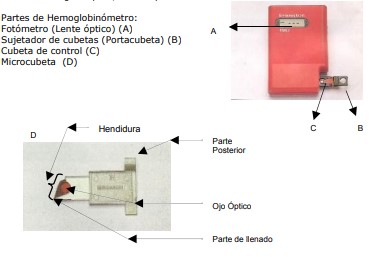 Partes de Hemoglobinómetro:
Fotómetro (Lente óptico) (A)
Sujetador de cubetas (Portacubeta) (B)
Cubeta de control (C)
Microcubeta (D)
A
C
B
D
Hendidura
Parte
Posterior
Ojo Óptico
Parte de llenado